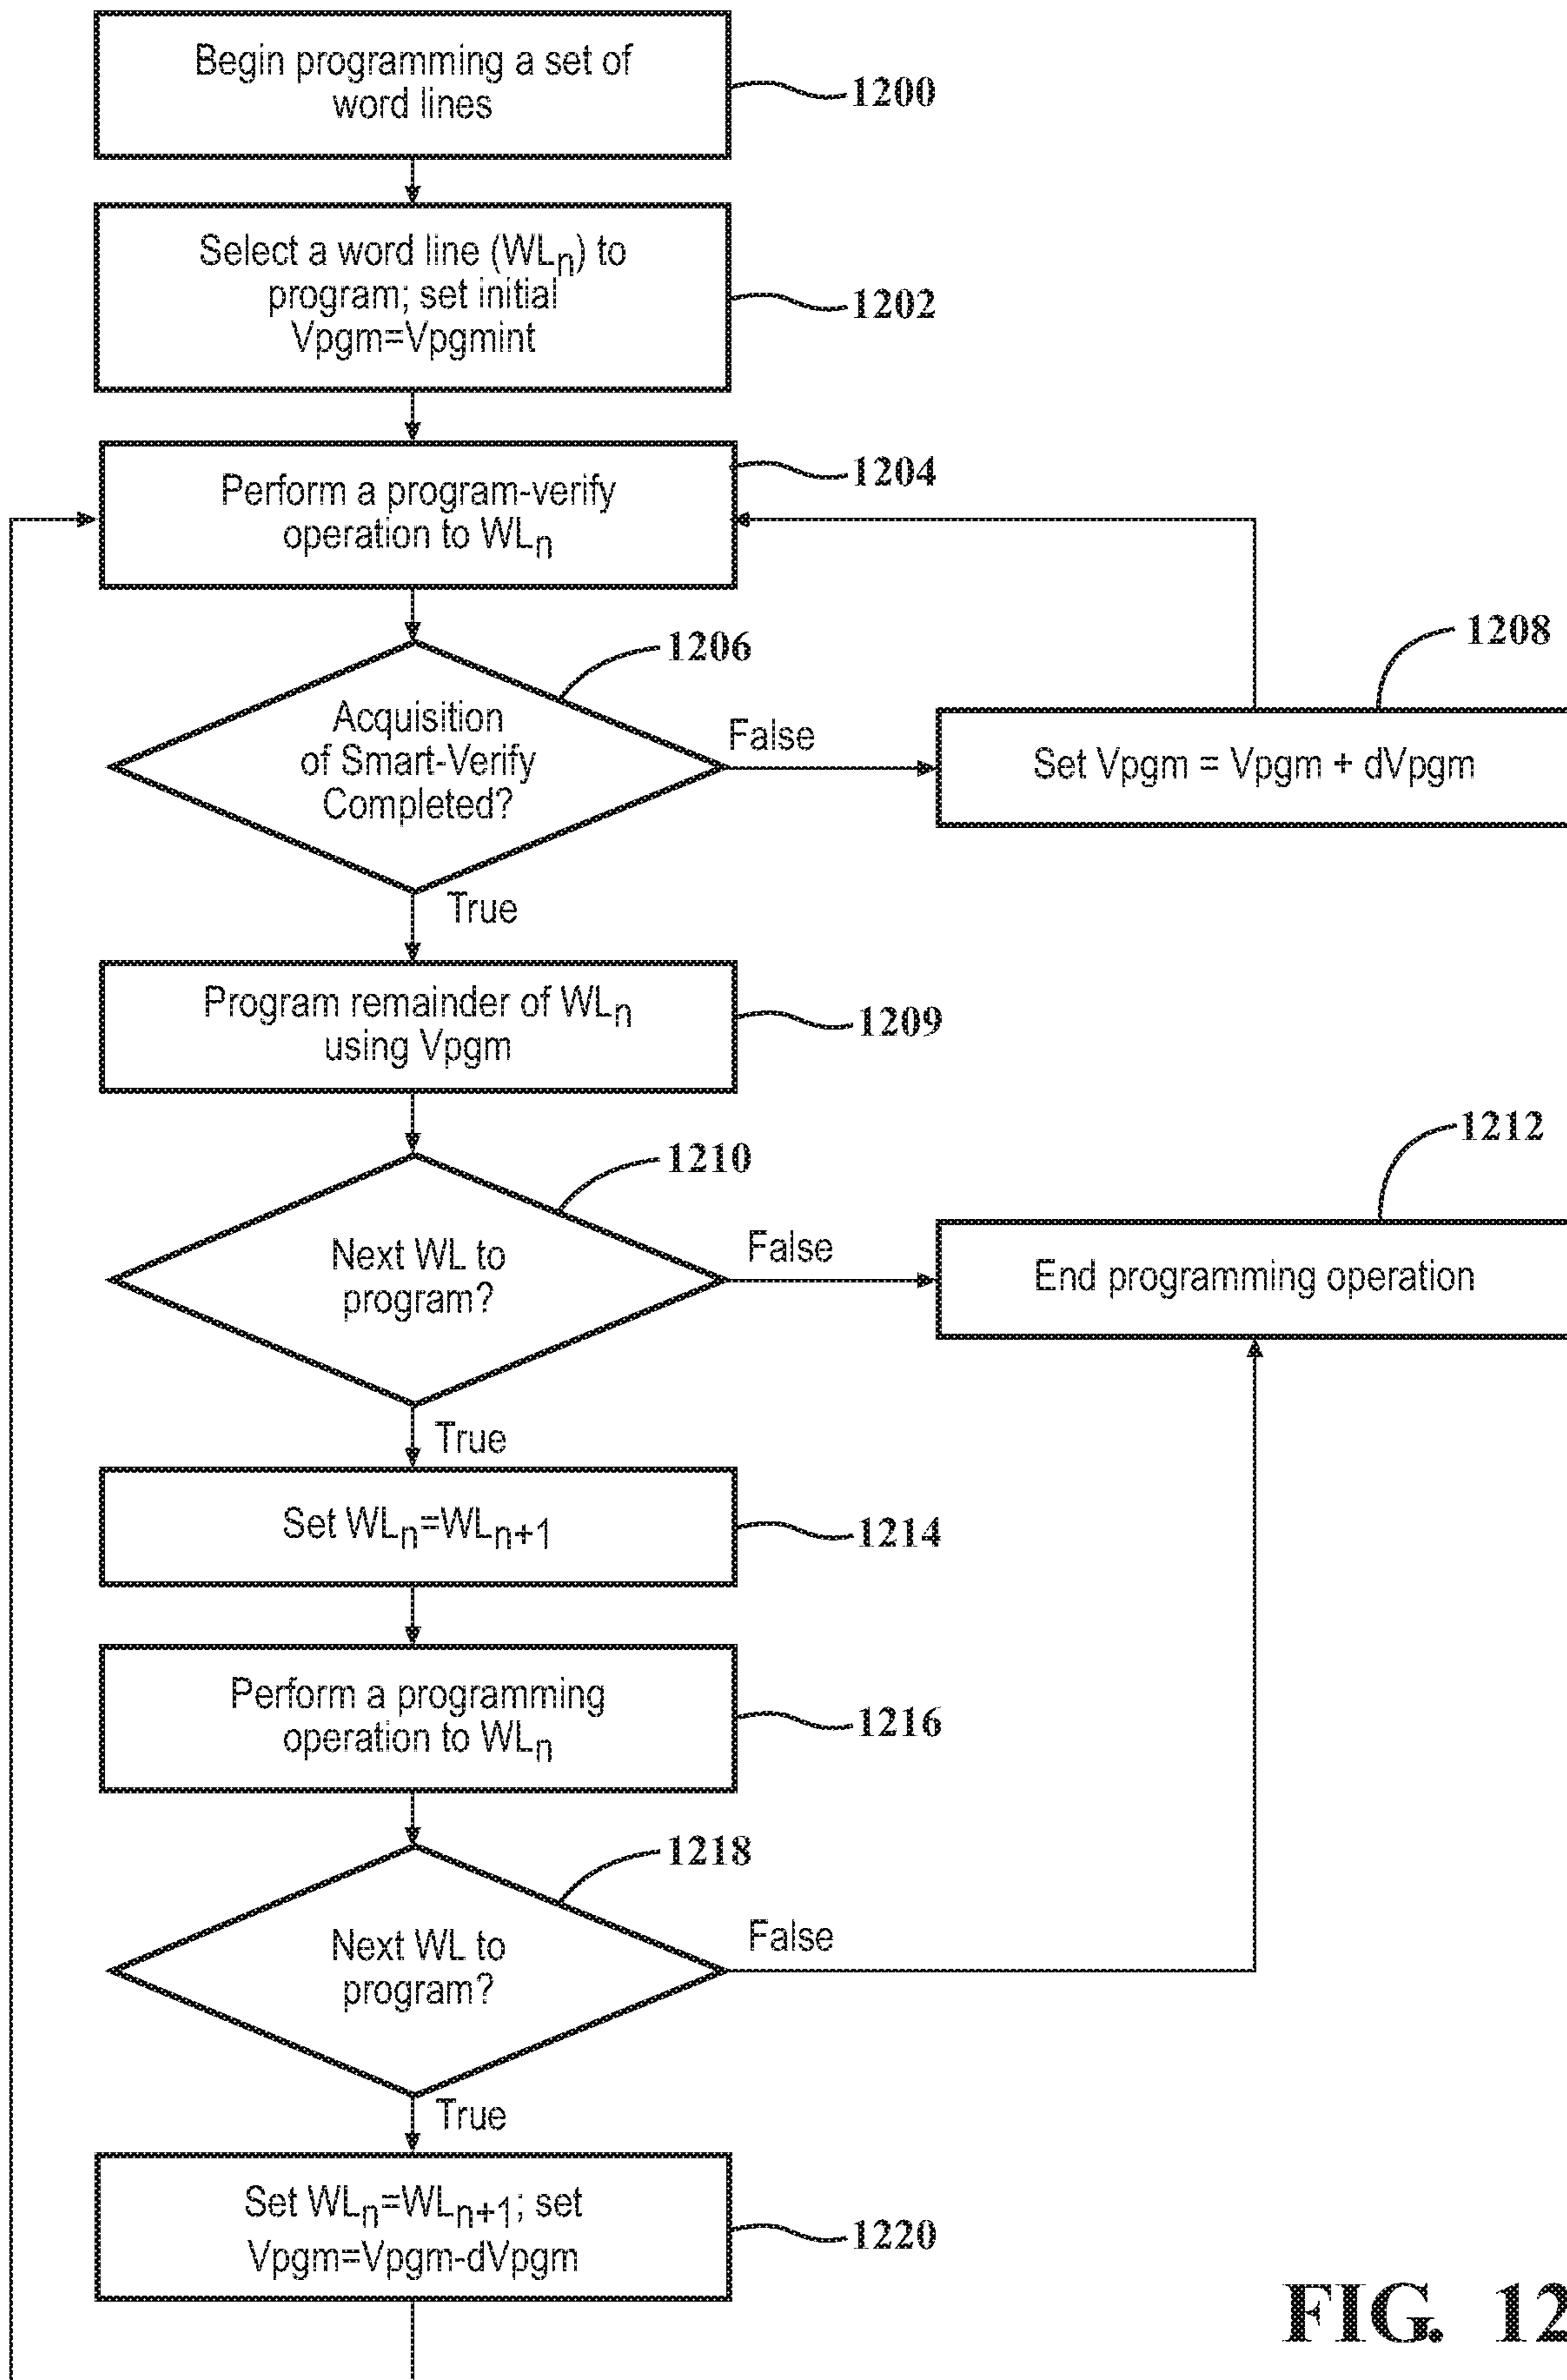 Begin programming a set of
word lines
1200
Select a word line (WLn) to
program; set initial
Vpgm=Vpgmint
1202
Perform a program-verify
operation to WLn
1204
Acquisition
of Smart-Verify
Completed?
1206
False
Set Vpgm = Vpgm + dVpgm
1208
True
Program remainder of WLn
using Vpgm
1209
Next WL to
program?
1210
False
End programming operation
1212
True
Set WLn=WLn+1
1214
Perform a programming
operation to WLn
1216
Next WL to
program?
1218
False
True
Set WLn=WLn+1; set
Vpgm=Vpgm-dVpgm
1220
FIG. 12